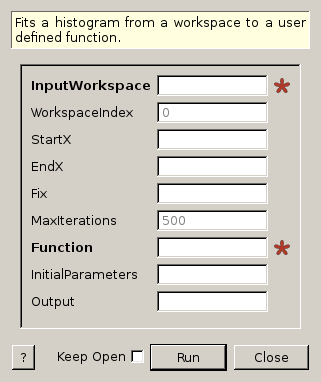 Fits a histogram from a workspace to a user
defined function.
InputWorkspace
WorkspaceIndex 0
StartX
EndX
Fix
MaxIterations 500
Function
InitialParameters
Output
? Keep Open Run Close